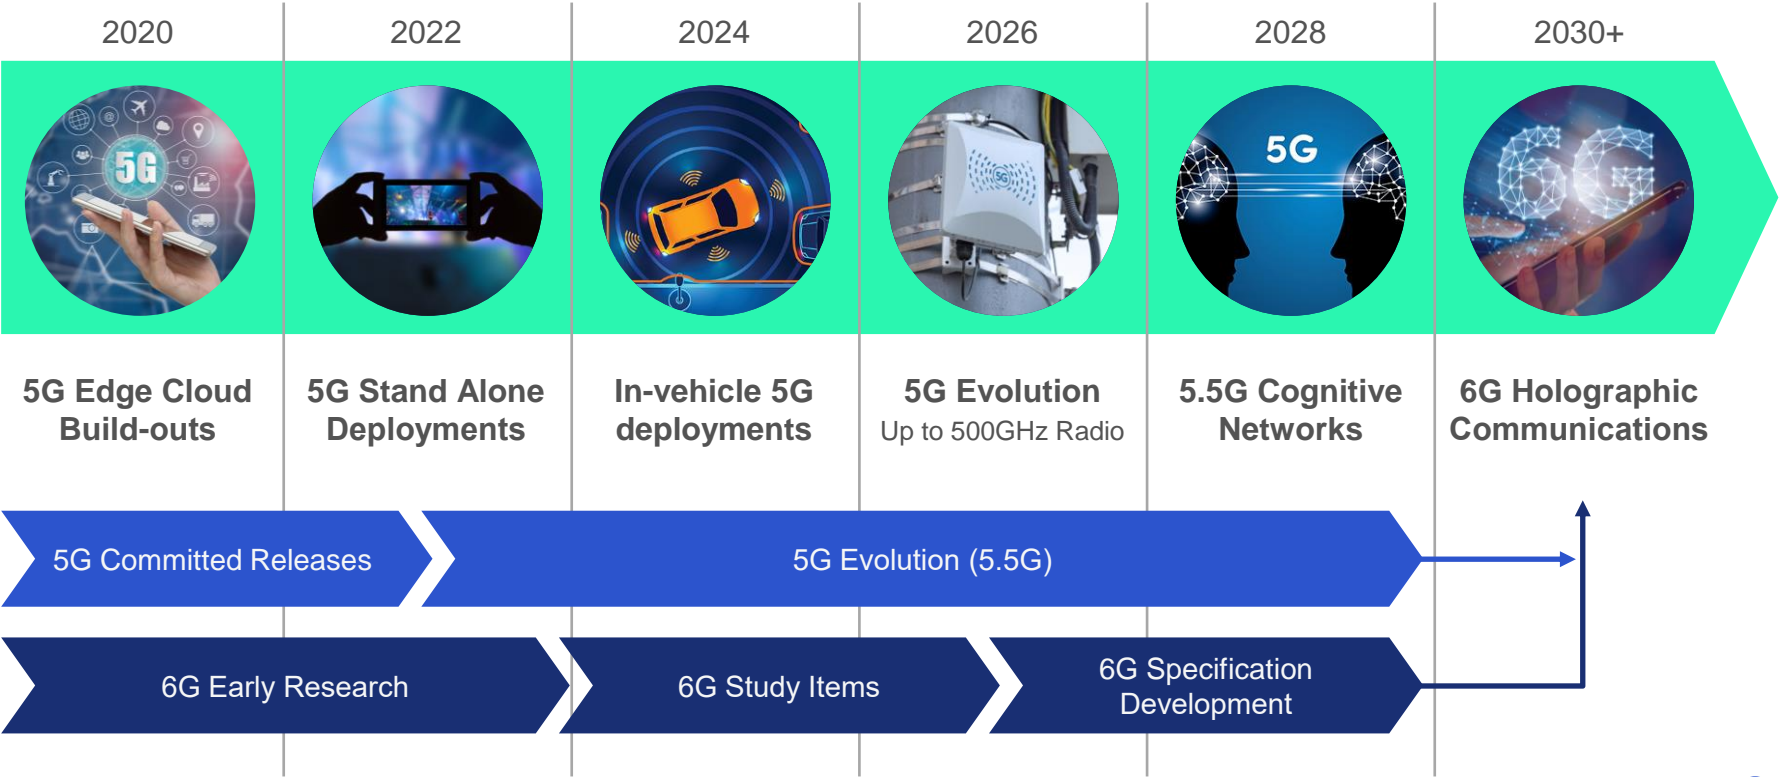 2020
2022
2024
2026
2028
2030+
5G
5G
5G
6G
5G Edge Cloud
Build-outs
5G Stand Alone
Deployments
In-vehicle 5G
deployments
5G Evolution
Up to 500GHz Radio
5.5G Cognitive
Networks
6G Holographic
Communications
5G Committed Releases
5G Evolution (5.5G)
6G Early Research
6G Study Items
6G Specification
Development